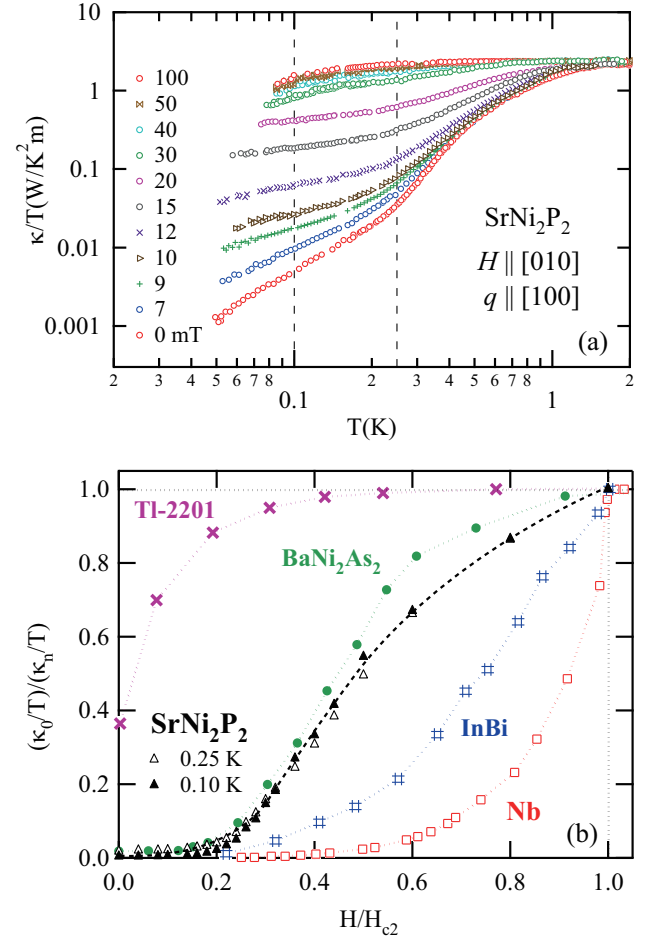 κ/T(W/K²m)
1
0.1
0.01
0.001
100
50
40
30
20
15
12
10
9
7
0 mT
SrNi₂P₂
H || [010]
q || [100]
(a)
2 3 4 5 6 7 8 0.1 2 3 4 5 6 7 8 1 2
T(K)
(κ₀/T)/(κₙ/T)
1.0
0.8
0.6
0.4
0.2
0.0
Tl-2201
BaNi₂As₂
SrNi₂P₂
0.25 K
0.10 K
InBi
Nb
(b)
0.0 0.2 0.4 0.6 0.8 1.0
H/H_c2